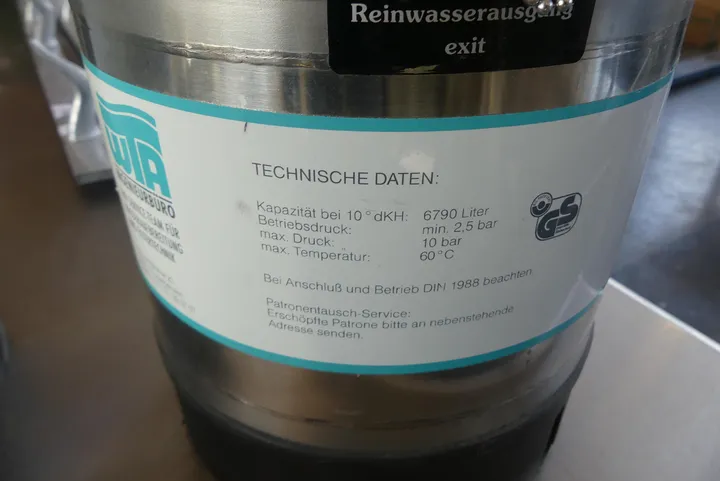 Reinwasserausgang
exit
WTA
TECHNISCHE DATEN:
Kapazität bei 10°dKH: 6790 Liter
Betriebsdruck: min. 2,5 bar
max. Druck: 10 bar
max. Temperatur: 60°C
GS
Bei Anschluß und Betrieb DIN 1988 beachten
Patronentausch-Service:
Erschöpfte Patrone bitte an nebenstehende
Adresse senden.